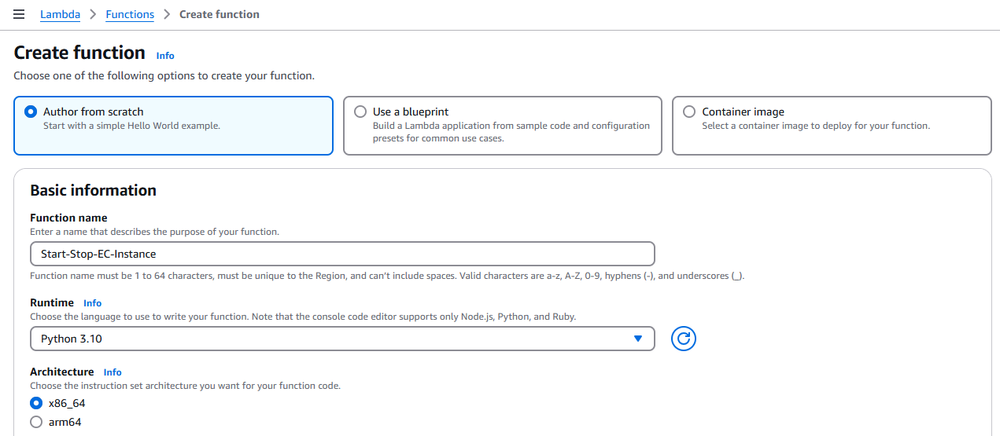 Lambda > Functions > Create function
Create function Info
Choose one of the following options to create your function.
Author from scratch
Start with a simple Hello World example.
Use a blueprint
Build a Lambda application from sample code and configuration
presets for common use cases.
Container image
Select a container image to deploy for your function.
Basic information
Function name
Enter a name that describes the purpose of your function.
Start-Stop-EC-Instance
Function name must be 1 to 64 characters, must be unique to the Region, and can't include spaces. Valid characters are a-z, A-Z, 0-9, hyphens (-), and underscores (_).
Runtime Info
Choose the language to use to write your function. Note that the console code editor supports only Node.js, Python, and Ruby.
Python 3.10
Architecture Info
Choose the instruction set architecture you want for your function code.
x86_64
arm64